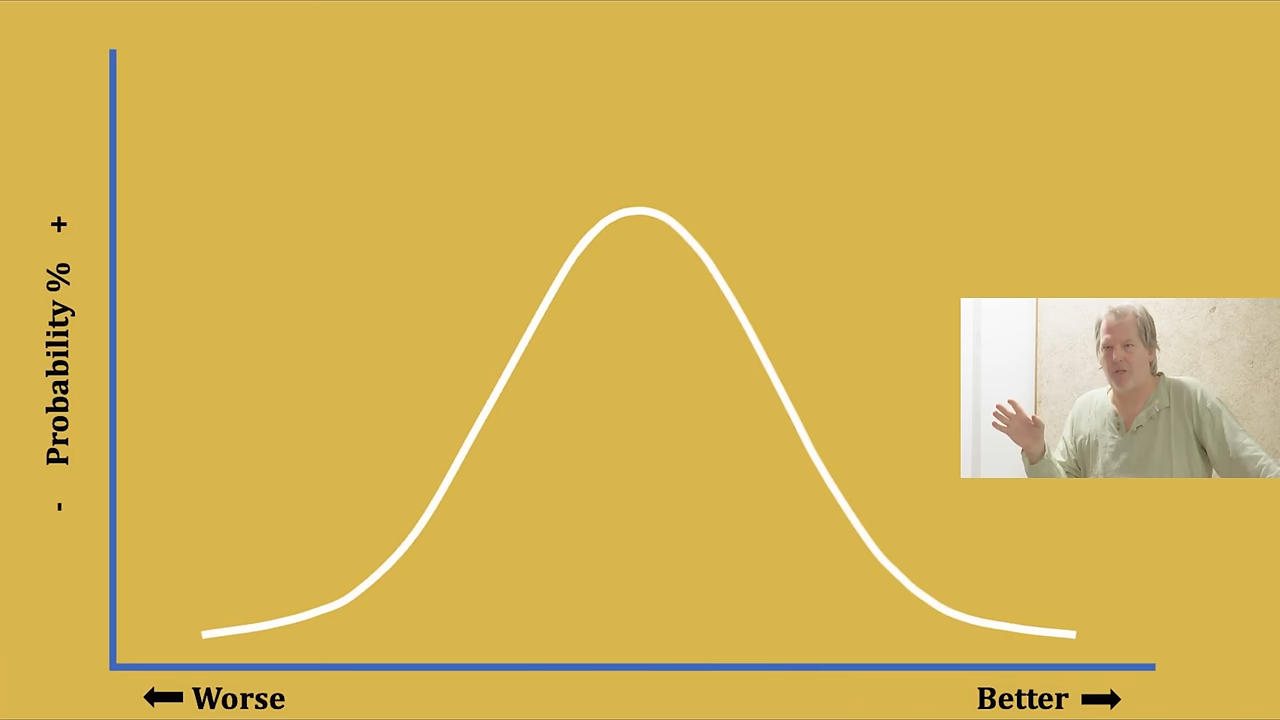 - Probability % +
🡄 Worse
Better 🡆